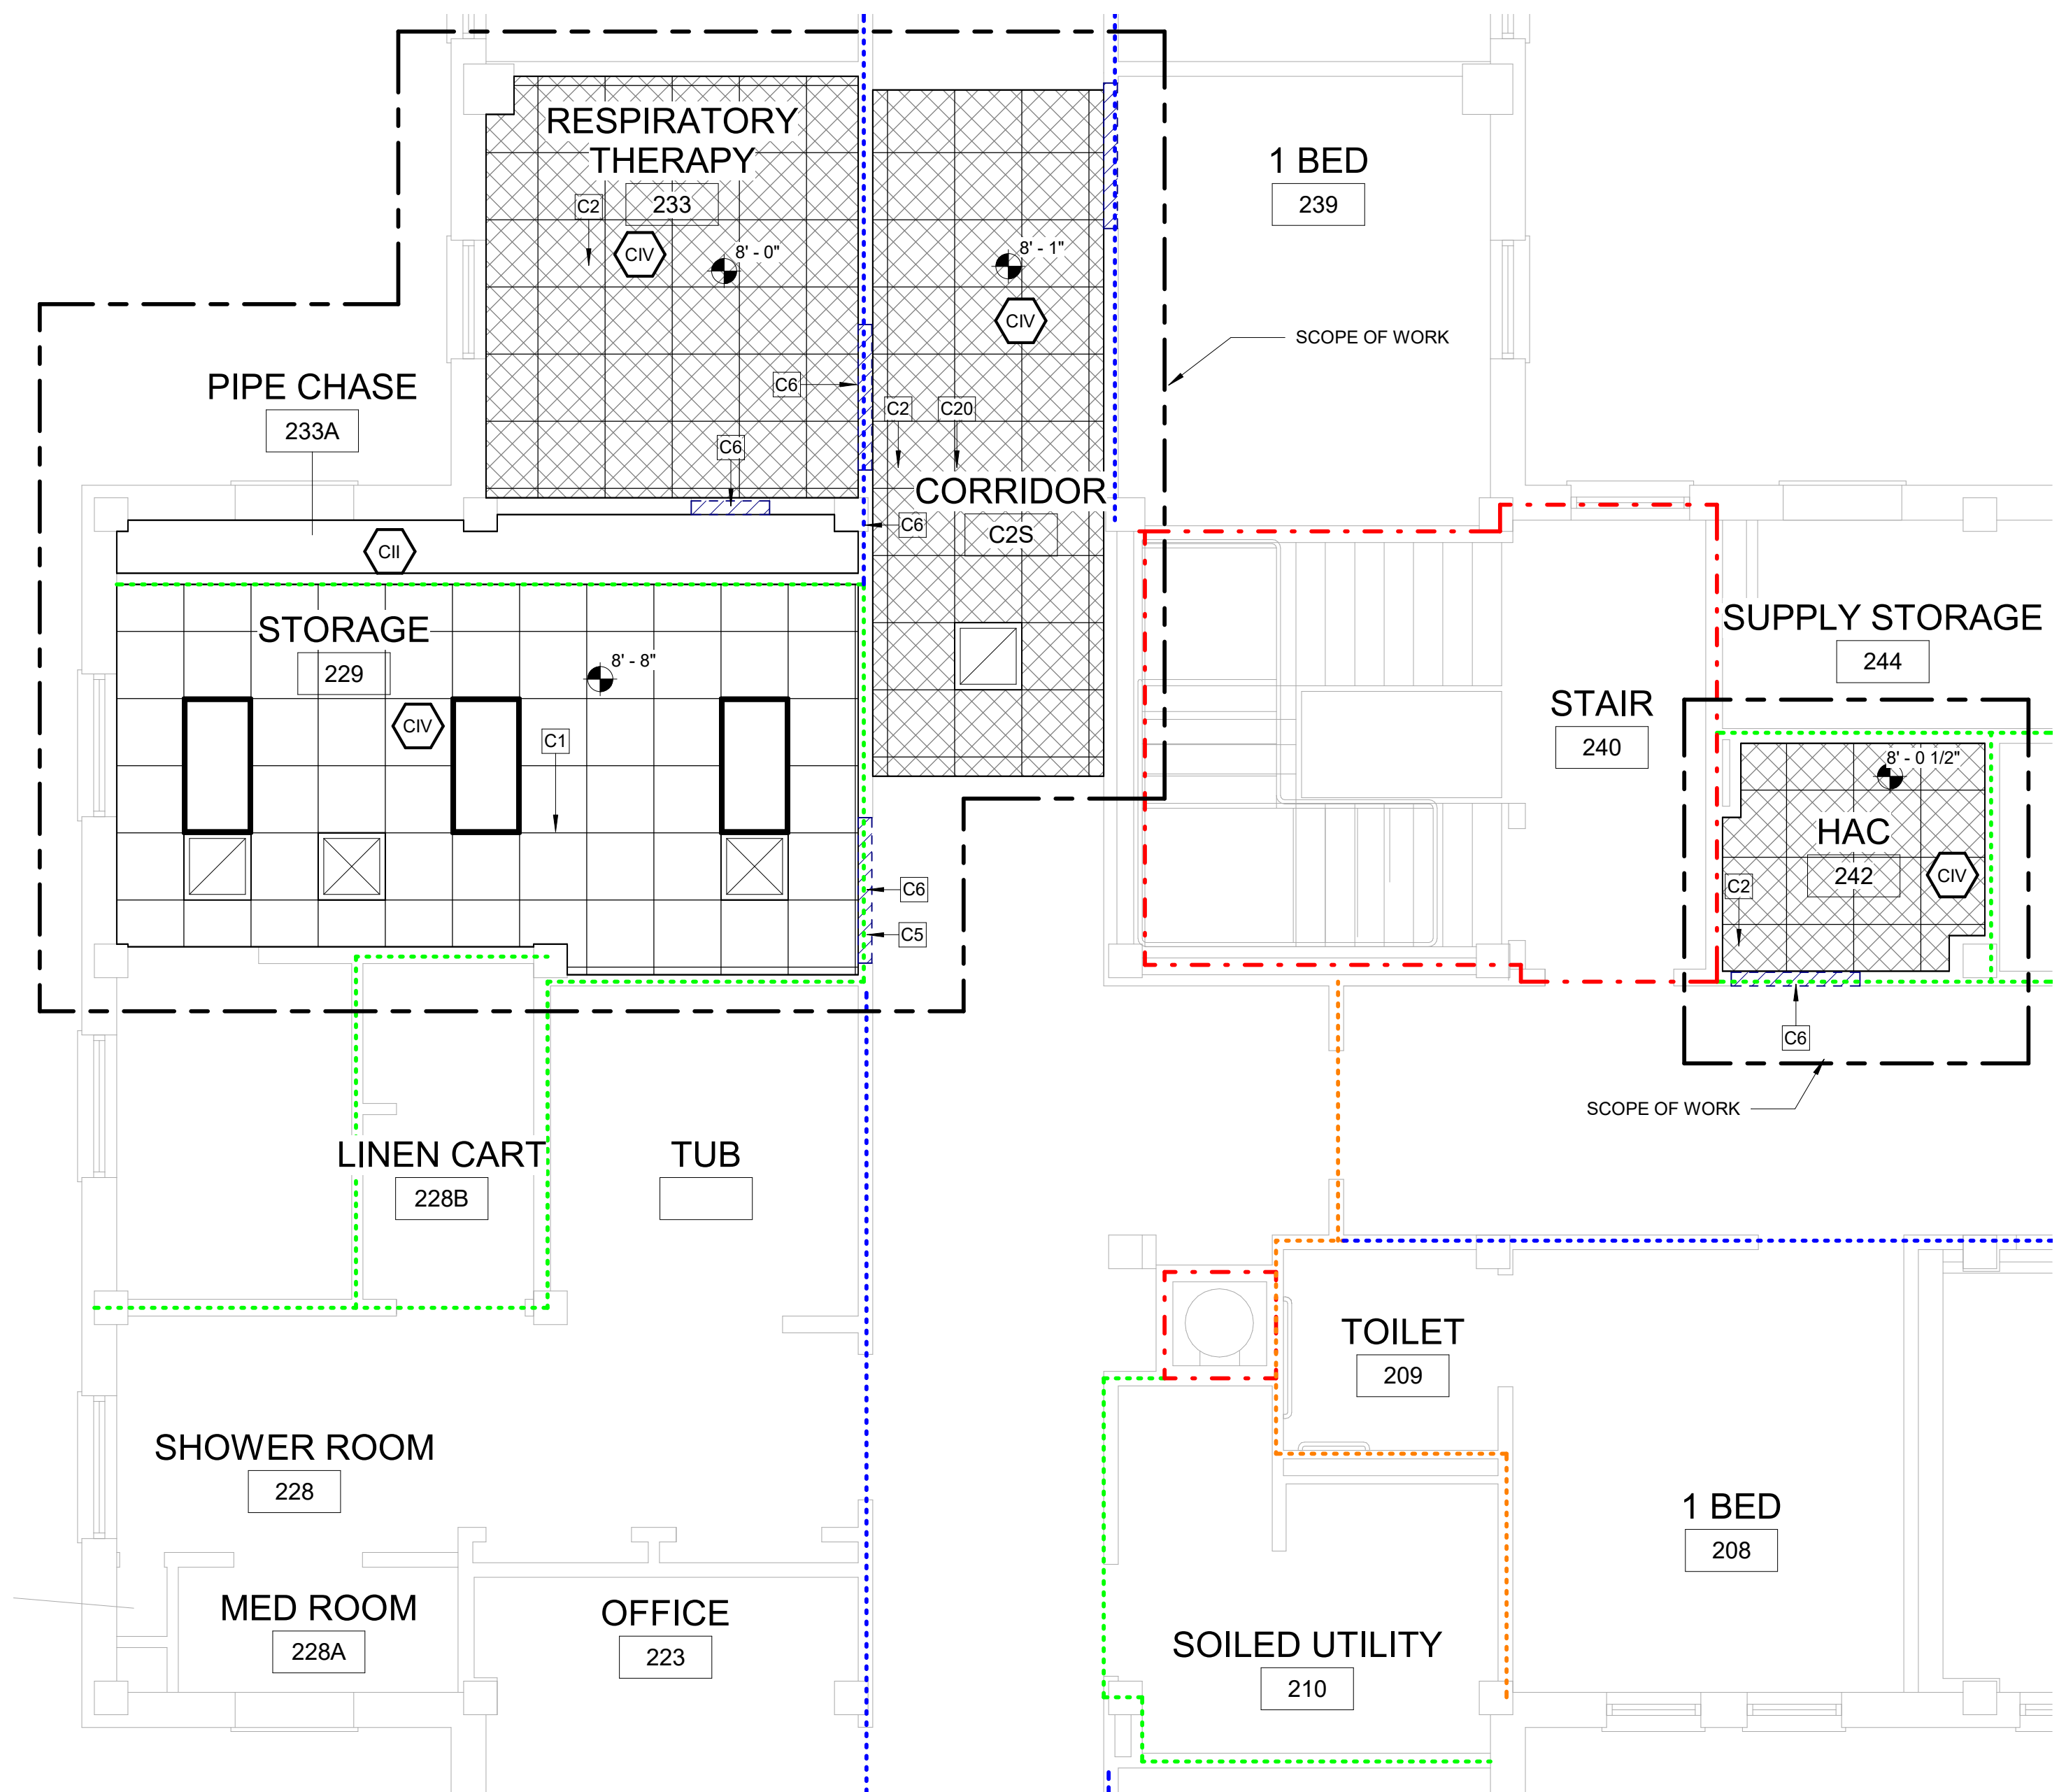 RESPIRATORY
THERAPY
233
C2
CIV
8' - 0"
8' - 1"
CIV
1 BED
239
SCOPE OF WORK
PIPE CHASE
233A
C6
C2
C20
C6
CORRIDOR
C2S
C6
CII
STORAGE
229
8' - 8"
CIV
C1
SUPPLY STORAGE
244
STAIR
240
8' - 0 1/2"
HAC
242
CIV
C2
C6
C5
C6
SCOPE OF WORK
LINEN CART
228B
TUB
TOILET
209
SHOWER ROOM
228
1 BED
208
MED ROOM
228A
OFFICE
223
SOILED UTILITY
210